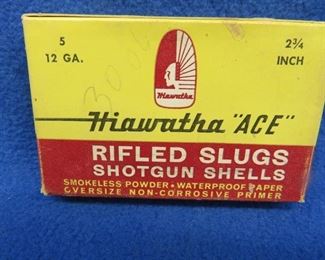 5 2¾
12 GA. INCH
Hiawatha
Hiawatha "ACE"
RIFLED SLUGS
SHOTGUN SHELLS
SMOKELESS POWDER • WATERPROOF PAPER
OVERSIZE NON-CORROSIVE PRIMER